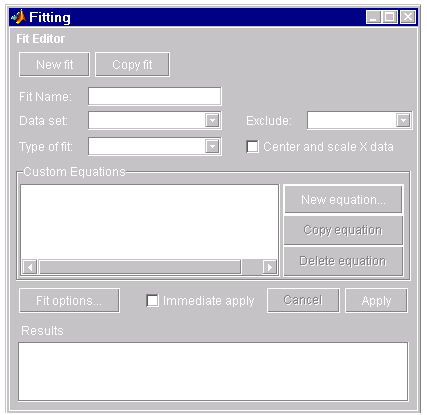 Fitting
Fit Editor
New fit Copy fit
Fit Name:
Data set: Exclude:
Type of fit: Center and scale X data
Custom Equations
New equation...
Copy equation
Delete equation
Fit options... Immediate apply Cancel Apply
Results